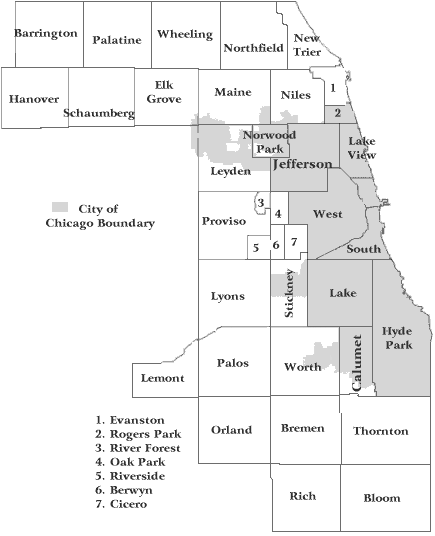 Barrington
Palatine
Wheeling
Northfield
New
Trier
Hanover
Schaumberg
Elk
Grove
Maine
Niles
1
2
Norwood
Park
Lake
View
Leyden
Jefferson
City of
Chicago Boundary
Proviso
3
4
West
5
6
7
South
Lyons
Stickney
Lake
Hyde
Park
Lemont
Palos
Worth
Calumet
1. Evanston
2. Rogers Park
3. River Forest
4. Oak Park
5. Riverside
6. Berwyn
7. Cicero
Orland
Bremen
Thornton
Rich
Bloom